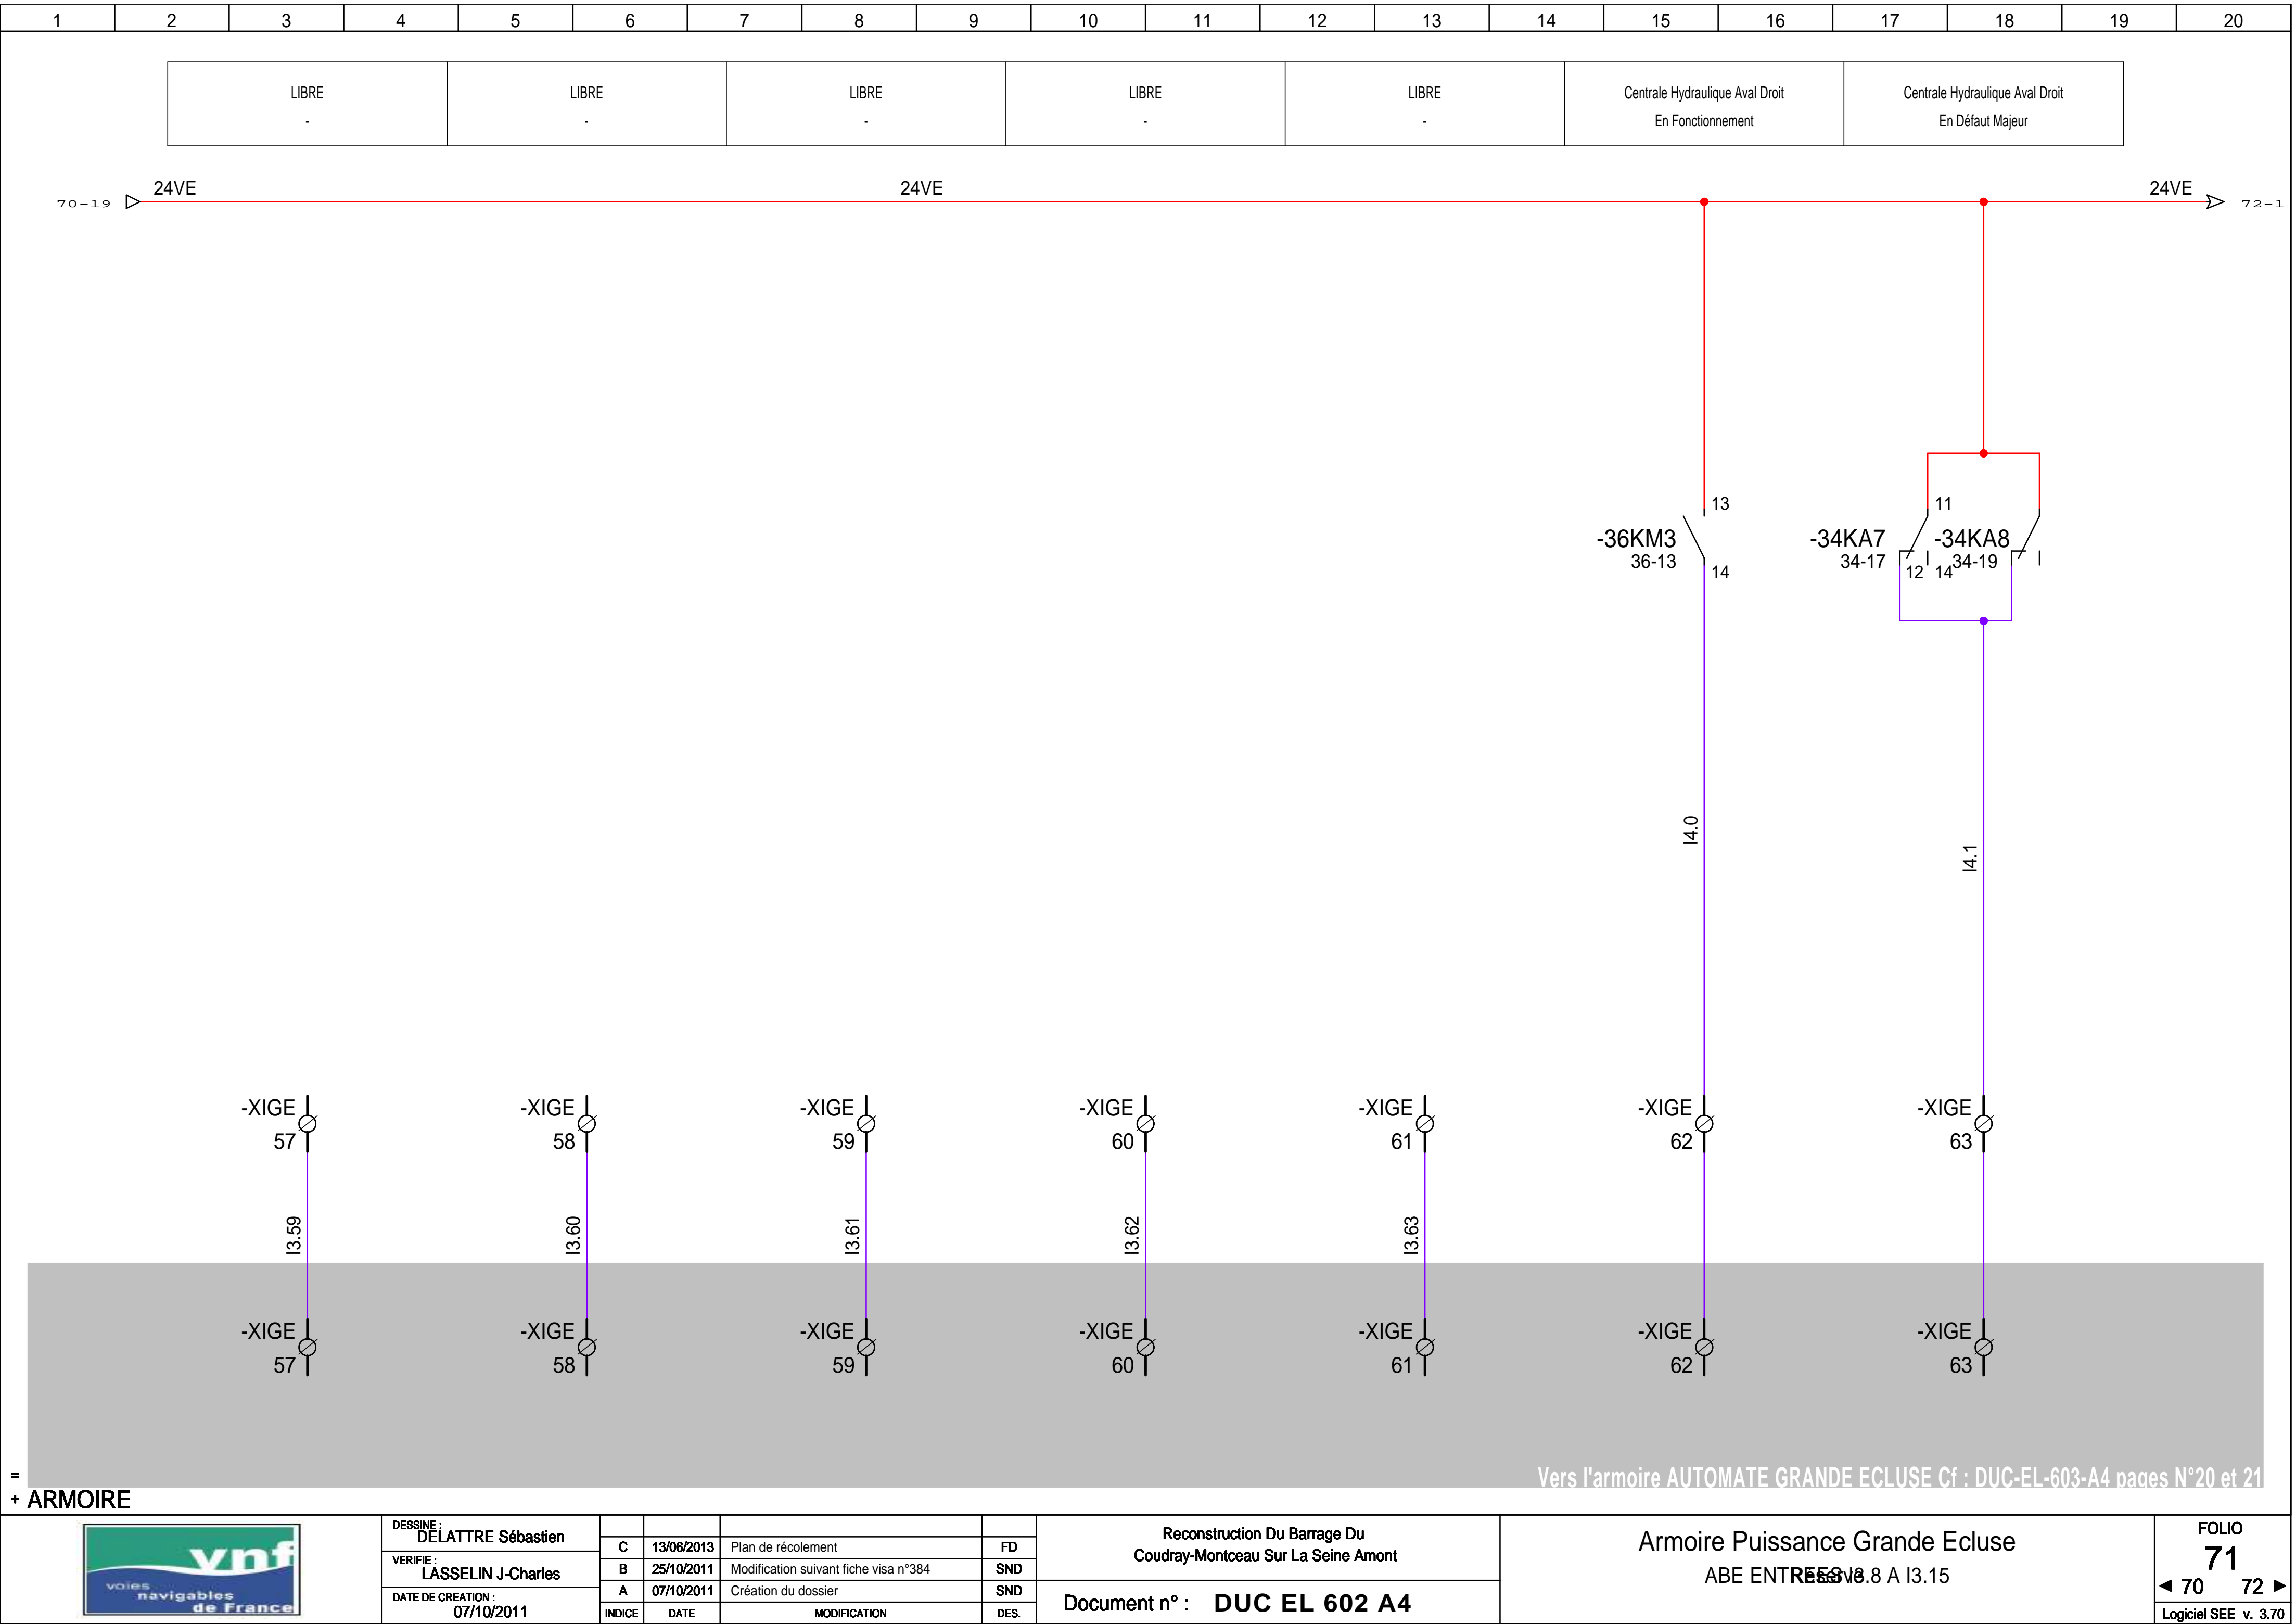 1 2 3 4 5 6 7 8 9 10 11 12 13 14 15 16 17 18 19 20
LIBRE LIBRE LIBRE LIBRE LIBRE Centrale Hydraulique Aval Droit Centrale Hydraulique Aval Droit
- - - - - En Fonctionnement En Défaut Majeur
24VE 24VE 24VE
70-19 72-1
13 11
-36KM3 -34KA7 -34KA8
36-13 34-17 34-19
14 12 14
I4.0
I4.1
-XIGE -XIGE -XIGE -XIGE -XIGE -XIGE -XIGE
57 58 59 60 61 62 63
I3.59 I3.60 I3.61 I3.62 I3.63
-XIGE -XIGE -XIGE -XIGE -XIGE -XIGE -XIGE
57 58 59 60 61 62 63
Vers l'armoire AUTOMATE GRANDE ECLUSE Cf : DUC-EL-603-A4 pages N°20 et 21
=
+ ARMOIRE
vnf
voies
navigables
de France
DESSINE :
DELATTRE Sébastien
VERIFIE :
LASSELIN J-Charles
DATE DE CREATION :
07/10/2011
C 13/06/2013 Plan de récolement FD
B 25/10/2011 Modification suivant fiche visa n°384 SND
A 07/10/2011 Création du dossier SND
INDICE DATE MODIFICATION DES.
Reconstruction Du Barrage Du
Coudray-Montceau Sur La Seine Amont
Document n° : DUC EL 602 A4
Armoire Puissance Grande Ecluse
ABE ENTRÉES I3.8 A I3.15
Réserve
FOLIO
71
◄ 70 72 ►
Logiciel SEE v. 3.70